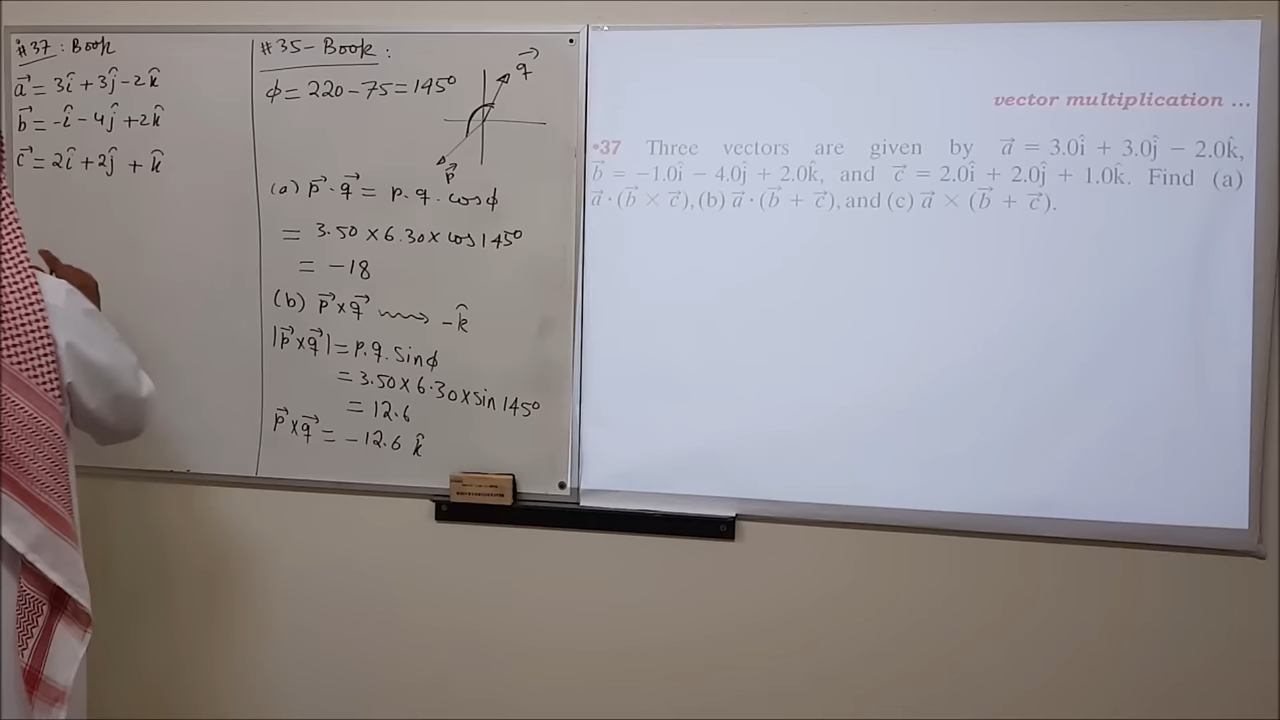 #37 : Book
a⃗ = 3î + 3ĵ - 2k̂
b⃗ = -î - 4ĵ + 2k̂
c⃗ = 2î + 2ĵ + k̂
#35 - Book :
ϕ = 220 - 75 = 145°
q⃗
p⃗
(a) p⃗ · q⃗ = p. q. cosϕ
= 3.50 × 6.30 × cos 145°
= -18
(b) p⃗ × q⃗ ⟿ -k̂
|p⃗ × q⃗| = p. q. sinϕ
= 3.50 × 6.30 × sin 145°
= 12.6
p⃗ × q⃗ = -12.6 k̂
vector multiplication ...
•37 Three vectors are given by a⃗ = 3.0î + 3.0ĵ − 2.0k̂,
b⃗ = −1.0î − 4.0ĵ + 2.0k̂, and c⃗ = 2.0î + 2.0ĵ + 1.0k̂. Find (a)
a⃗ · (b⃗ × c⃗), (b) a⃗ · (b⃗ + c⃗), and (c) a⃗ × (b⃗ + c⃗).